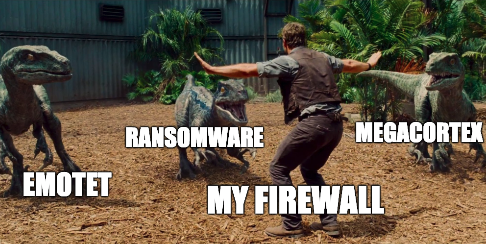 RANSOMWARE
MEGACORTEX
EMOTET
MY FIREWALL